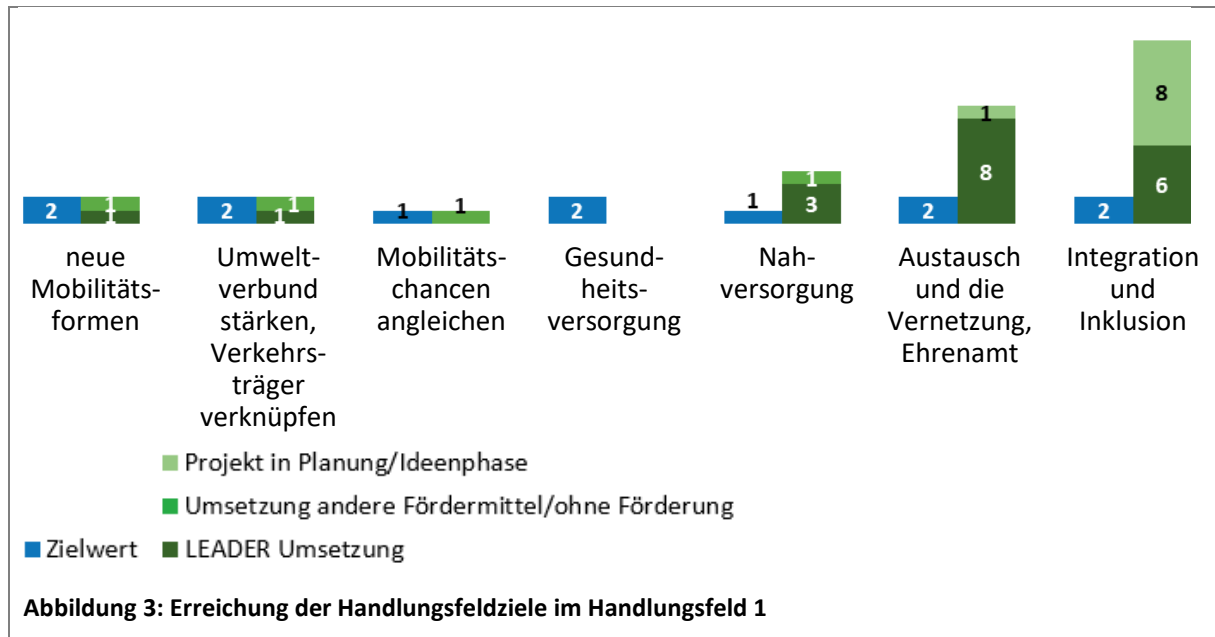 8
1
1
1
1
1
1
8
6
2
1
2
1
1
2
1
3
2
2
neue
Mobilitäts-
formen
Umwelt-
verbund
stärken,
Verkehrs-
träger
verknüpfen
Mobilitäts-
chancen
angleichen
Gesund-
heits-
versorgung
Nah-
versorgung
Austausch
und die
Vernetzung,
Ehrenamt
Integration
und
Inklusion
Projekt in Planung/Ideenphase
Umsetzung andere Fördermittel/ohne Förderung
Zielwert LEADER Umsetzung
Abbildung 3: Erreichung der Handlungsfeldziele im Handlungsfeld 1